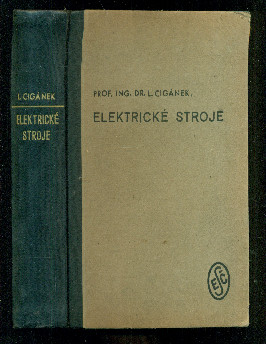 L. CIGÁNEK
ELEKTRICKÉ
STROJE
PROF. ING. DR. L. CIGÁNEK,
ELEKTRICKÉ STROJE
ESČ